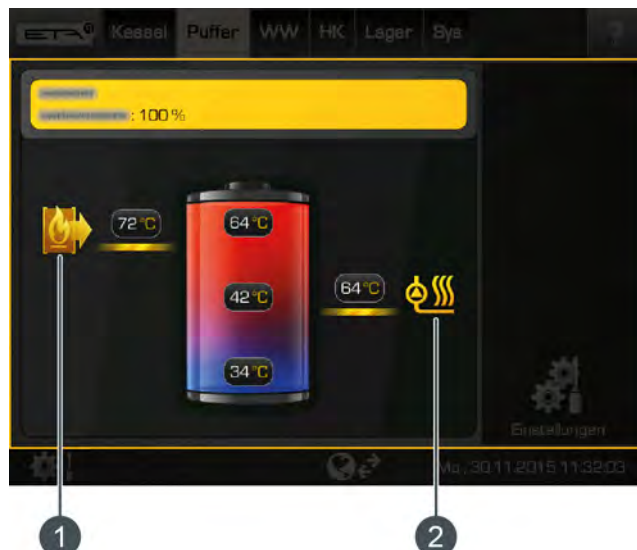 ETA Kessel Puffer WW HK Lager Sys ?
: 100 %
72 °C
64 °C
42 °C
64 °C
34 °C
Einstellungen
Mo., 30.11.2015 11:32:03
1 2